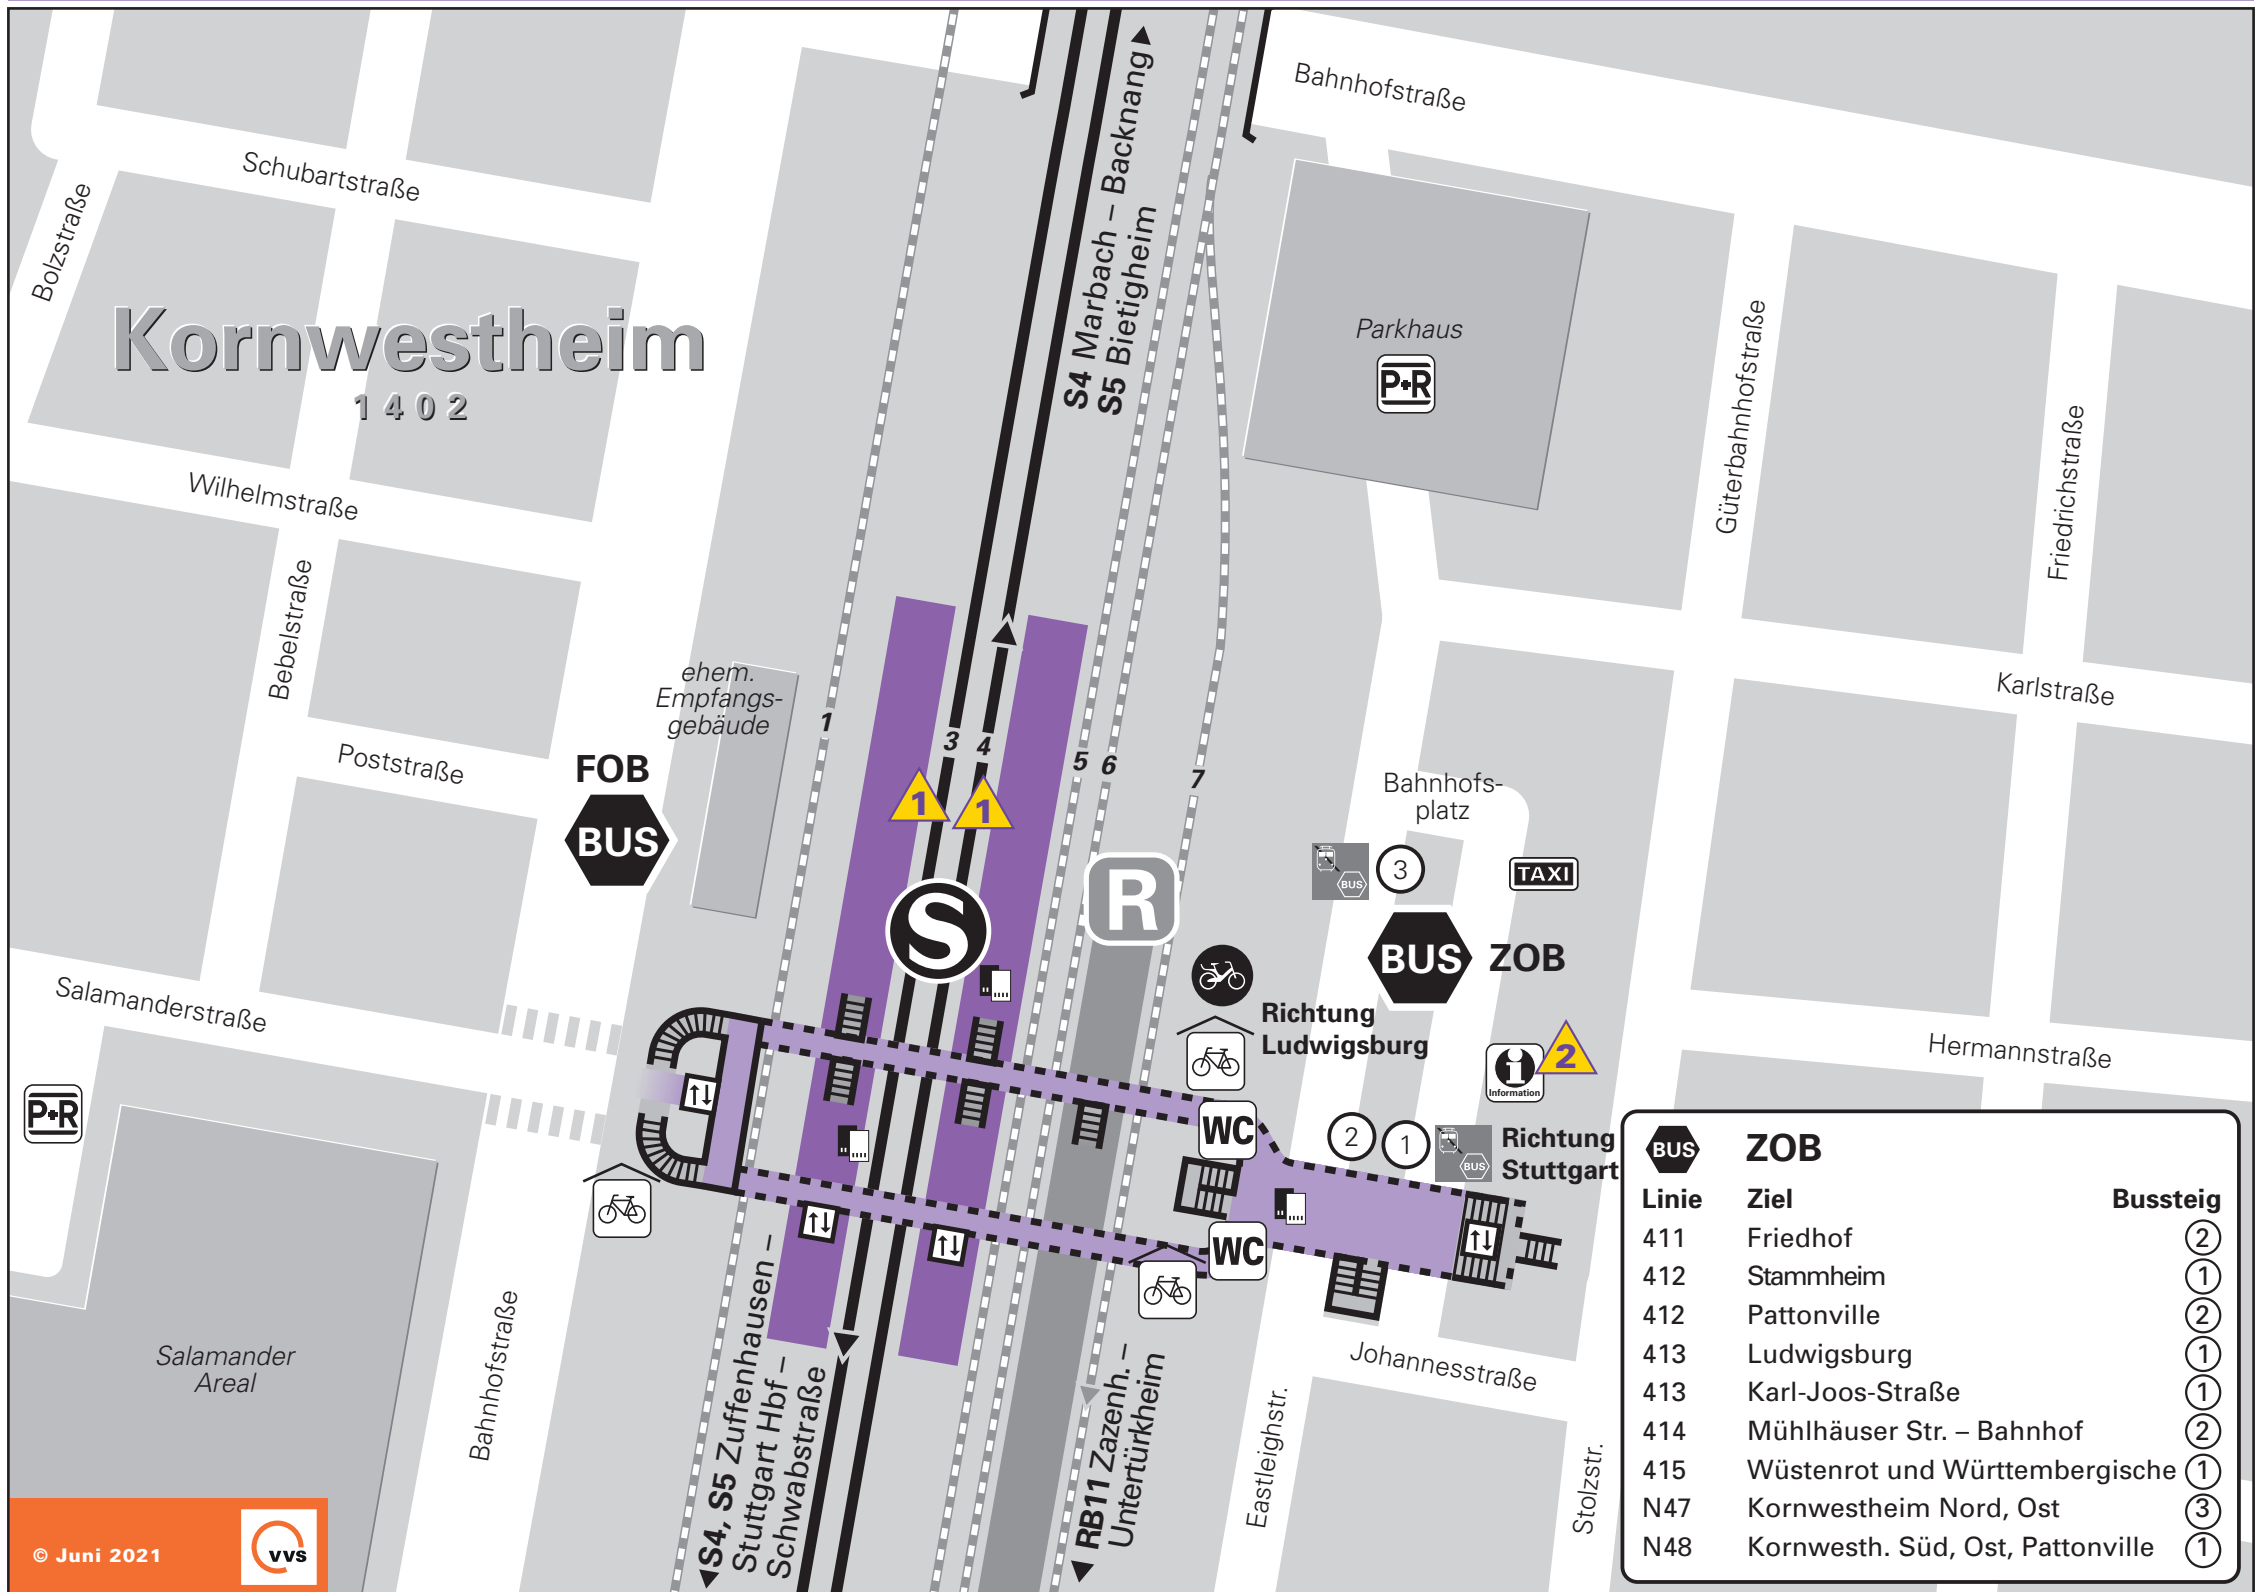 Bahnhofstraße
Schubartstraße
Bolzstraße
Kornwestheim
1402
S4 Marbach – Backnang
S5 Bietigheim
Parkhaus
P+R
Güterbahnhofstraße
Friedrichstraße
Wilhelmstraße
Bebelstraße
Poststraße
ehem.
Empfangs-
gebäude
FOB
BUS
1
3
4
5
6
7
1
1
S
R
Karlstraße
Bahnhofs-
platz
BUS
3
TAXI
BUS
ZOB
Richtung
Ludwigsburg
Information
2
Hermannstraße
Salamanderstraße
P+R
WC
2
1
BUS
Richtung
Stuttgart
WC
Salamander
Areal
Bahnhofstraße
S4, S5 Zuffenhausen –
Stuttgart Hbf –
Schwabstraße
RB11 Zazenh. –
Untertürkheim
Johannesstraße
Eastleighstr.
Stolzstr.
BUS ZOB
Linie Ziel Bussteig
411 Friedhof 2
412 Stammheim 1
412 Pattonville 2
413 Ludwigsburg 1
413 Karl-Joos-Straße 1
414 Mühlhäuser Str. – Bahnhof 2
415 Wüstenrot und Württembergische 1
N47 Kornwestheim Nord, Ost 3
N48 Kornwesth. Süd, Ost, Pattonville 1
© Juni 2021
VVS